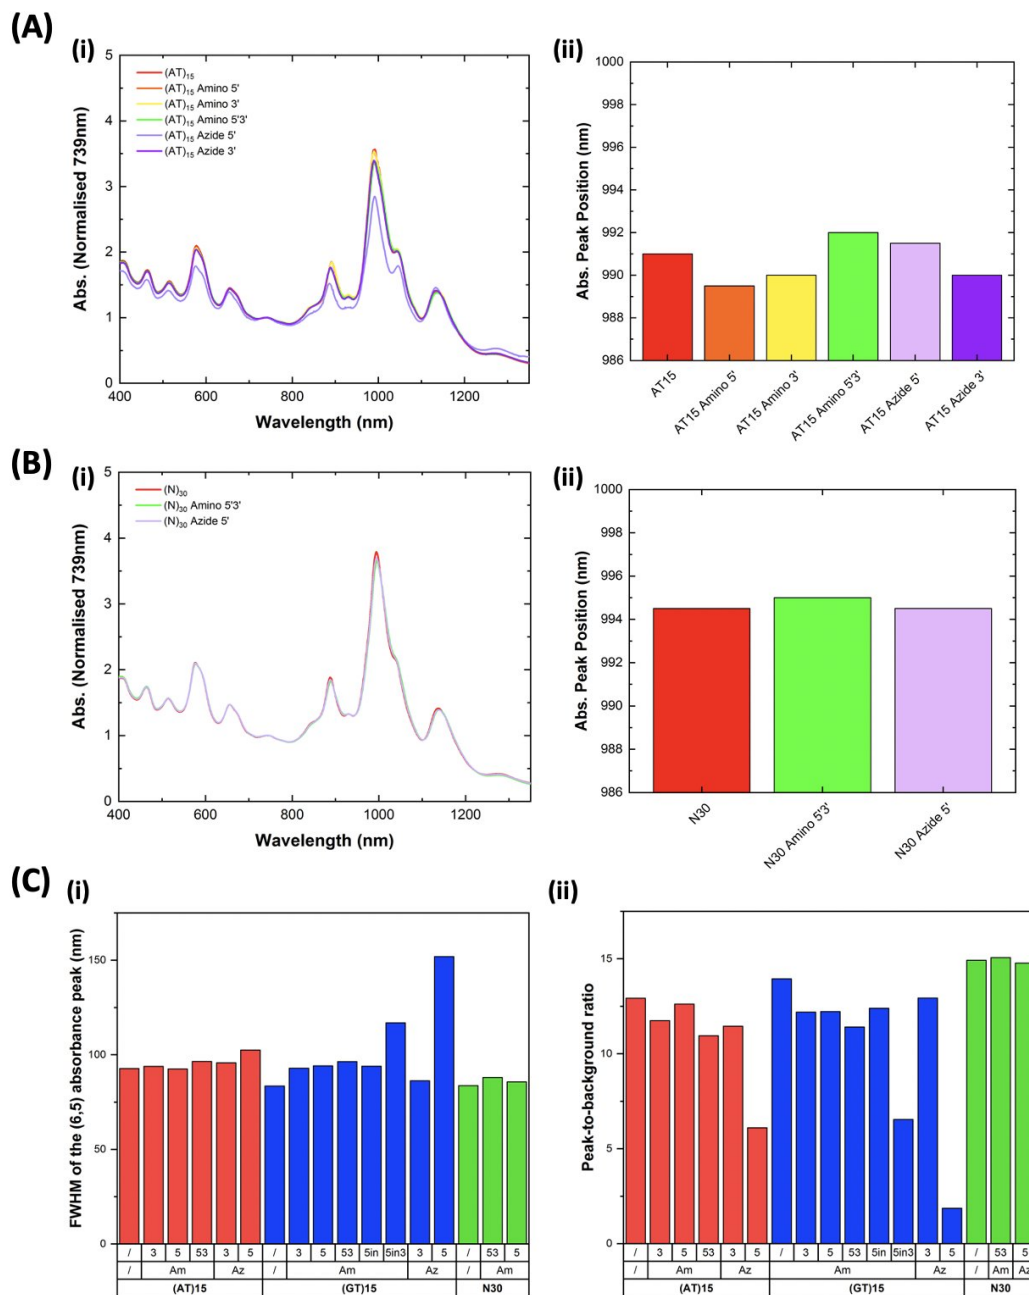 (A)
(i)
5
4
3
2
1
0
400 600 800 1000 1200
Abs. (Normalised 739nm)
Wavelength (nm)
(AT)15
(AT)15 Amino 5'
(AT)15 Amino 3'
(AT)15 Amino 5'3'
(AT)15 Azide 5'
(AT)15 Azide 3'
(ii)
1000
998
996
994
992
990
988
986
Abs. Peak Position (nm)
AT15
AT15 Amino 5'
AT15 Amino 3'
AT15 Amino 5'3'
AT15 Azide 5'
AT15 Azide 3'
(B)
(i)
5
4
3
2
1
0
400 600 800 1000 1200
Abs. (Normalised 739nm)
Wavelength (nm)
(N)30
(N)30 Amino 5'3'
(N)30 Azide 5'
(ii)
1000
998
996
994
992
990
988
986
Abs. Peak Position (nm)
N30
N30 Amino 5'3'
N30 Azide 5'
(C)
(i)
150
100
50
0
FWHM of the (6,5) absorbance peak (nm)
/ 3 5 53 3 5 / 3 5 53 5in 5in3 3 5 / 53 5
/ Am Az / Am Az / Am
(AT)15 (GT)15 N30
(ii)
15
10
5
0
Peak-to-background ratio
/ 3 5 53 3 5 / 3 5 53 5in 5in3 3 5 / 53 5
/ Am Az Am Az / Am Az
(AT)15 (GT)15 N30